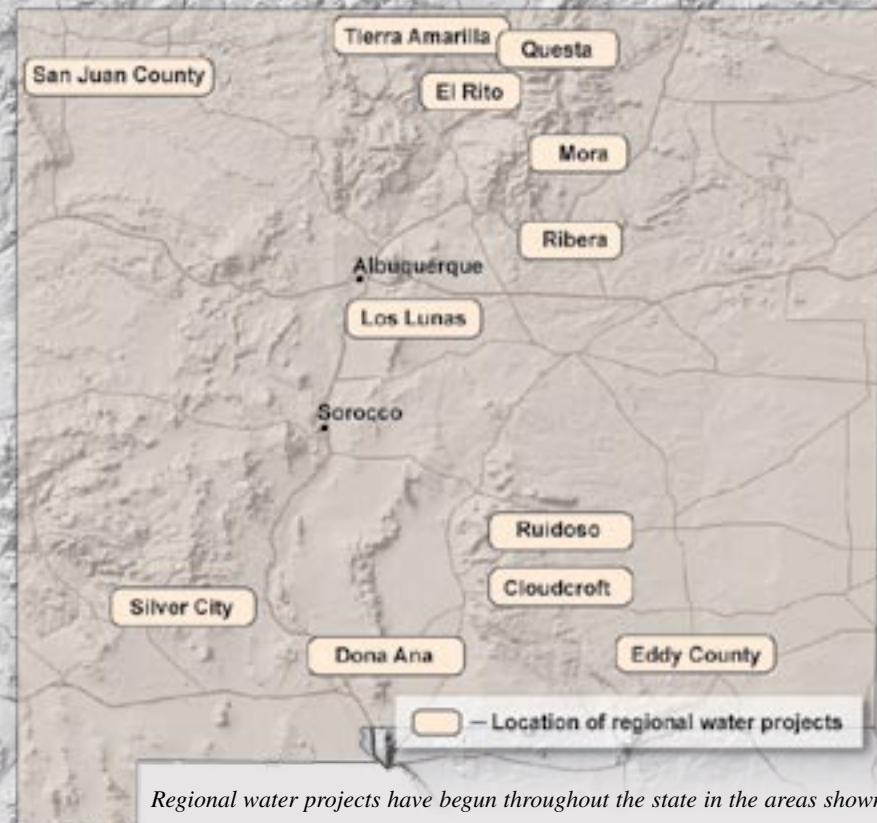 Tierra Amarilla
Questa
San Juan County
El Rito
Mora
Ribera
Albuquerque
Los Lunas
Sorocco
Ruidoso
Cloudcroft
Silver City
Dona Ana
Eddy County
– Location of regional water projects
Regional water projects have begun throughout the state in the areas shown